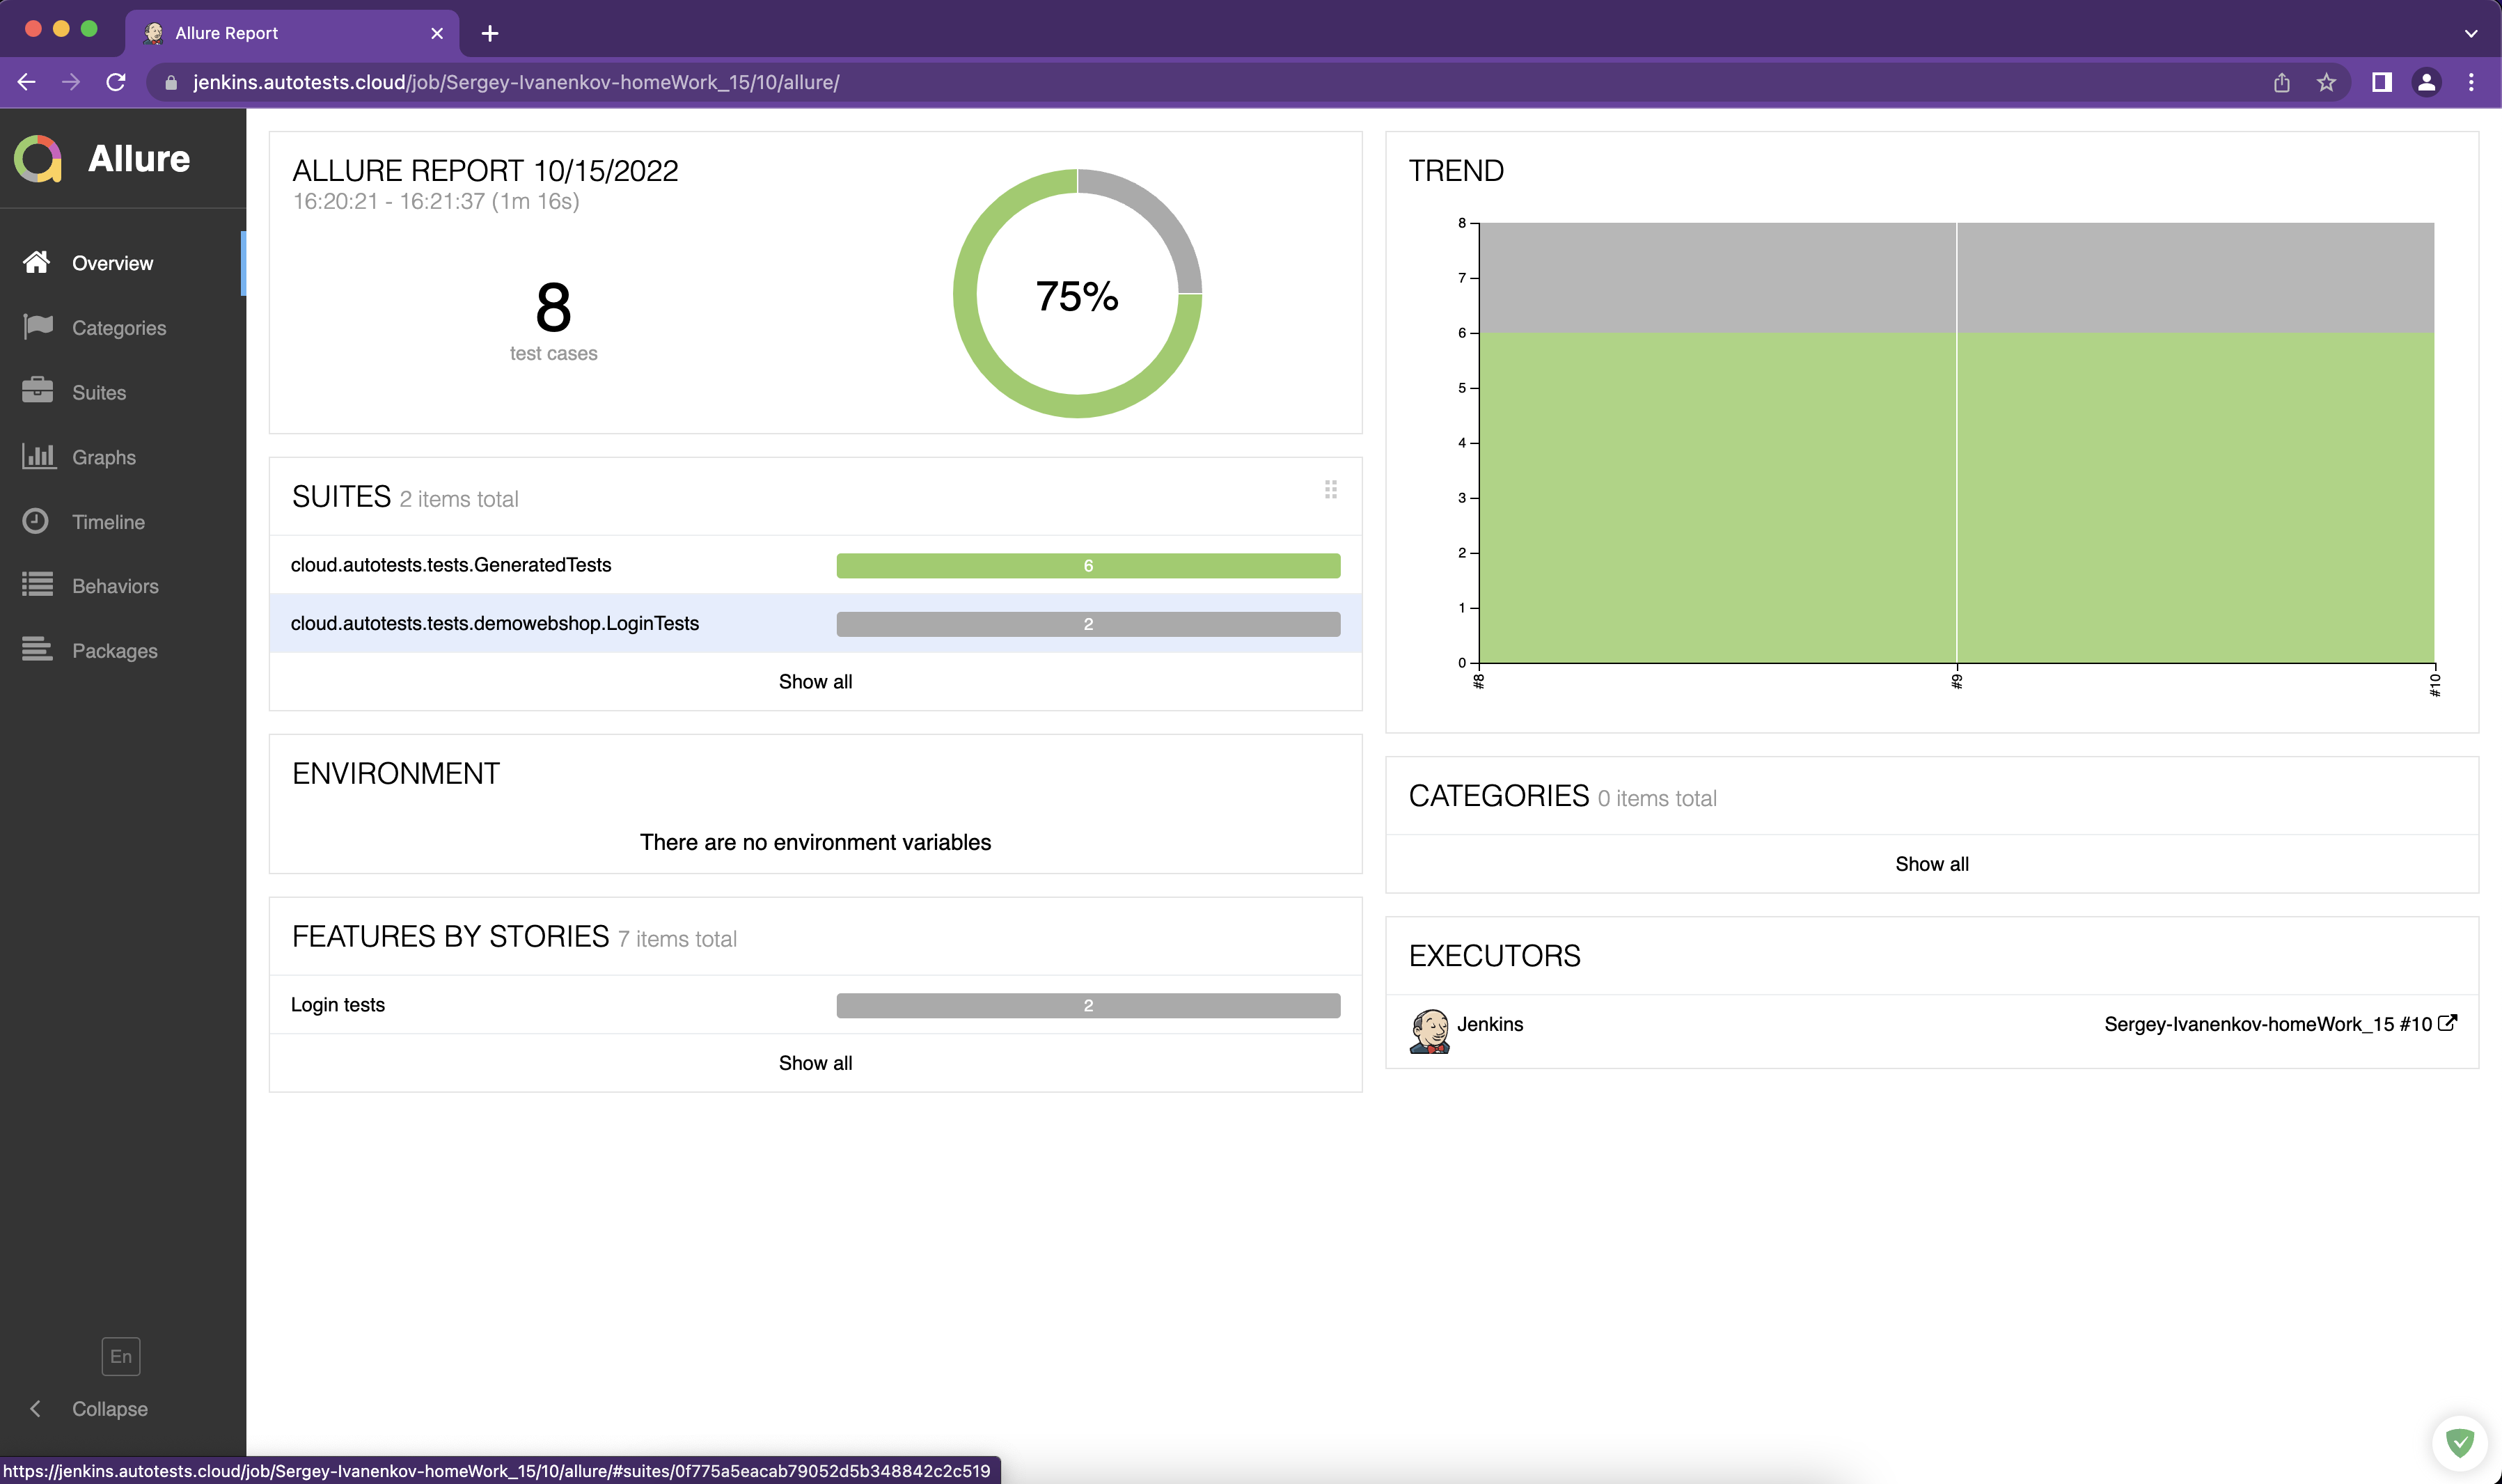 Allure Report
jenkins.autotests.cloud/job/Sergey-Ivanenkov-homeWork_15/10/allure/
Allure
Overview
Categories
Suites
Graphs
Timeline
Behaviors
Packages
En
Collapse
ALLURE REPORT 10/15/2022
16:20:21 - 16:21:37 (1m 16s)
8
test cases
75%
SUITES 2 items total
cloud.autotests.tests.GeneratedTests 6
cloud.autotests.tests.demowebshop.LoginTests 2
Show all
ENVIRONMENT
There are no environment variables
FEATURES BY STORIES 7 items total
Login tests 2
Show all
TREND
8
7
6
5
4
3
2
1
0
#8 #9 #10
CATEGORIES 0 items total
Show all
EXECUTORS
Jenkins Sergey-Ivanenkov-homeWork_15 #10
https://jenkins.autotests.cloud/job/Sergey-Ivanenkov-homeWork_15/10/allure/#suites/0f775a5eacab79052d5b348842c2c519